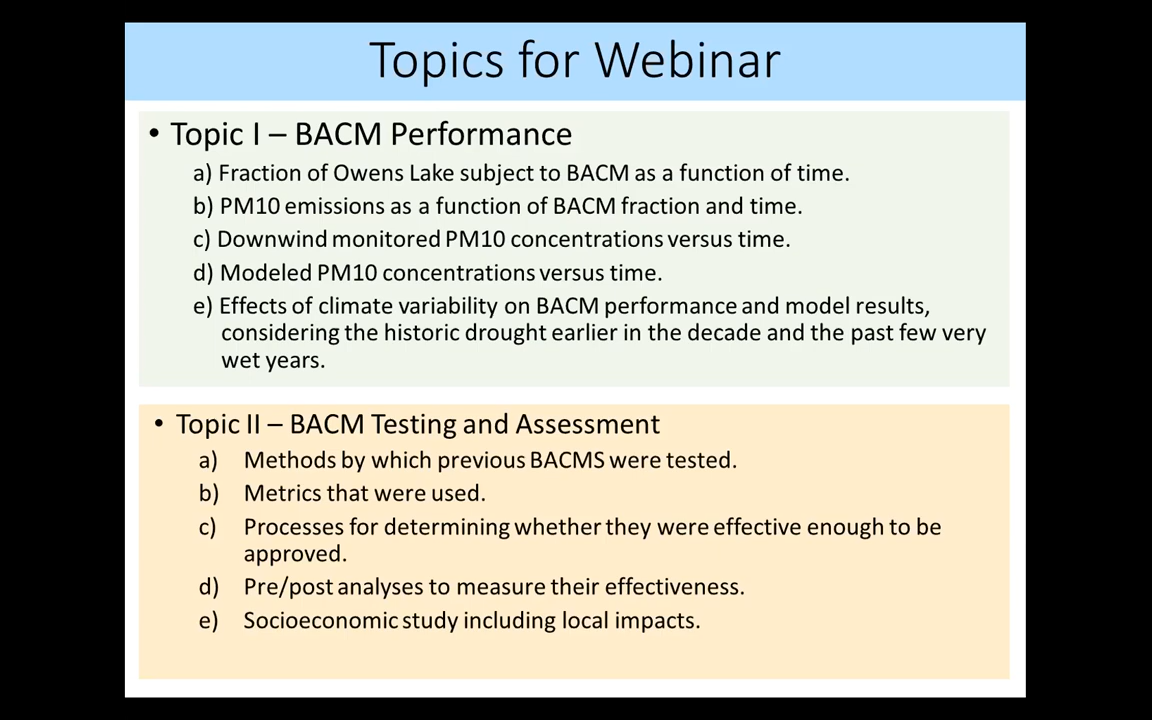 Topics for Webinar
• Topic I – BACM Performance
a) Fraction of Owens Lake subject to BACM as a function of time.
b) PM10 emissions as a function of BACM fraction and time.
c) Downwind monitored PM10 concentrations versus time.
d) Modeled PM10 concentrations versus time.
e) Effects of climate variability on BACM performance and model results,
considering the historic drought earlier in the decade and the past few very
wet years.
• Topic II – BACM Testing and Assessment
a) Methods by which previous BACMS were tested.
b) Metrics that were used.
c) Processes for determining whether they were effective enough to be
approved.
d) Pre/post analyses to measure their effectiveness.
e) Socioeconomic study including local impacts.